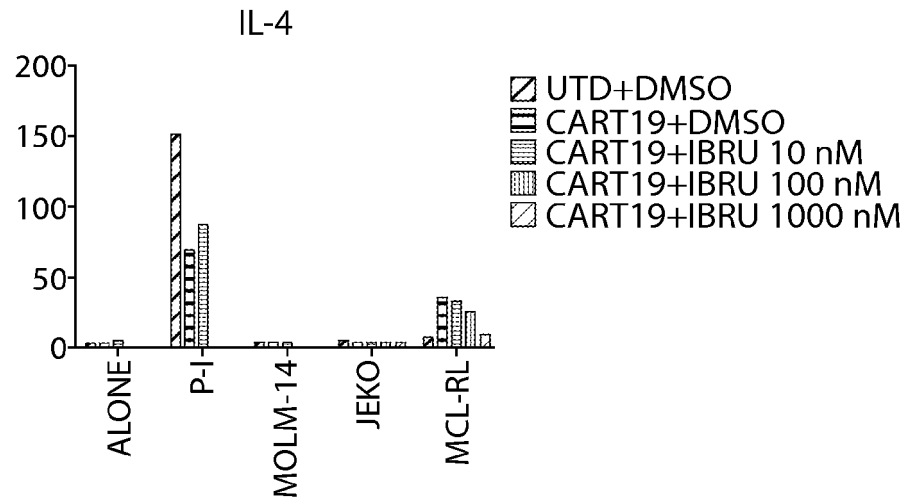 IL-4
200
150
100
50
0
ALONE
P-I
MOLM-14
JEKO
MCL-RL
UTD+DMSO
CART19+DMSO
CART19+IBRU 10 nM
CART19+IBRU 100 nM
CART19+IBRU 1000 nM